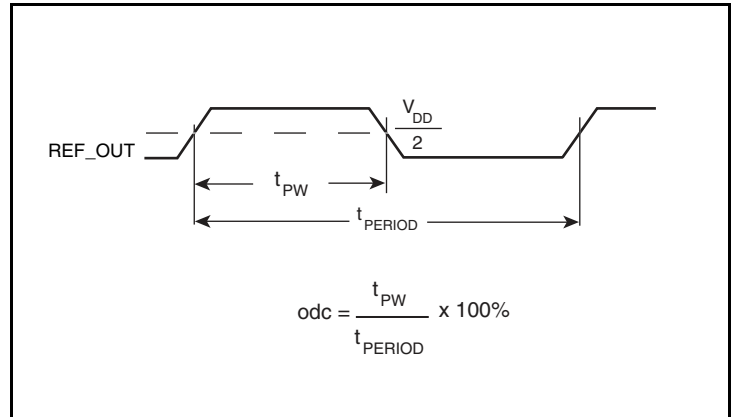 V_DD
2
REF_OUT
t_PW
t_PERIOD
odc = t_PW / t_PERIOD x 100%